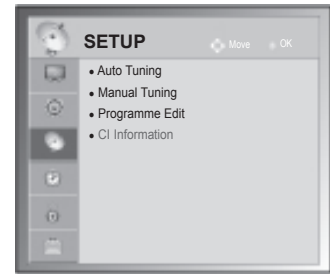 SETUP
Move OK
• Auto Tuning
• Manual Tuning
• Programme Edit
• CI Information